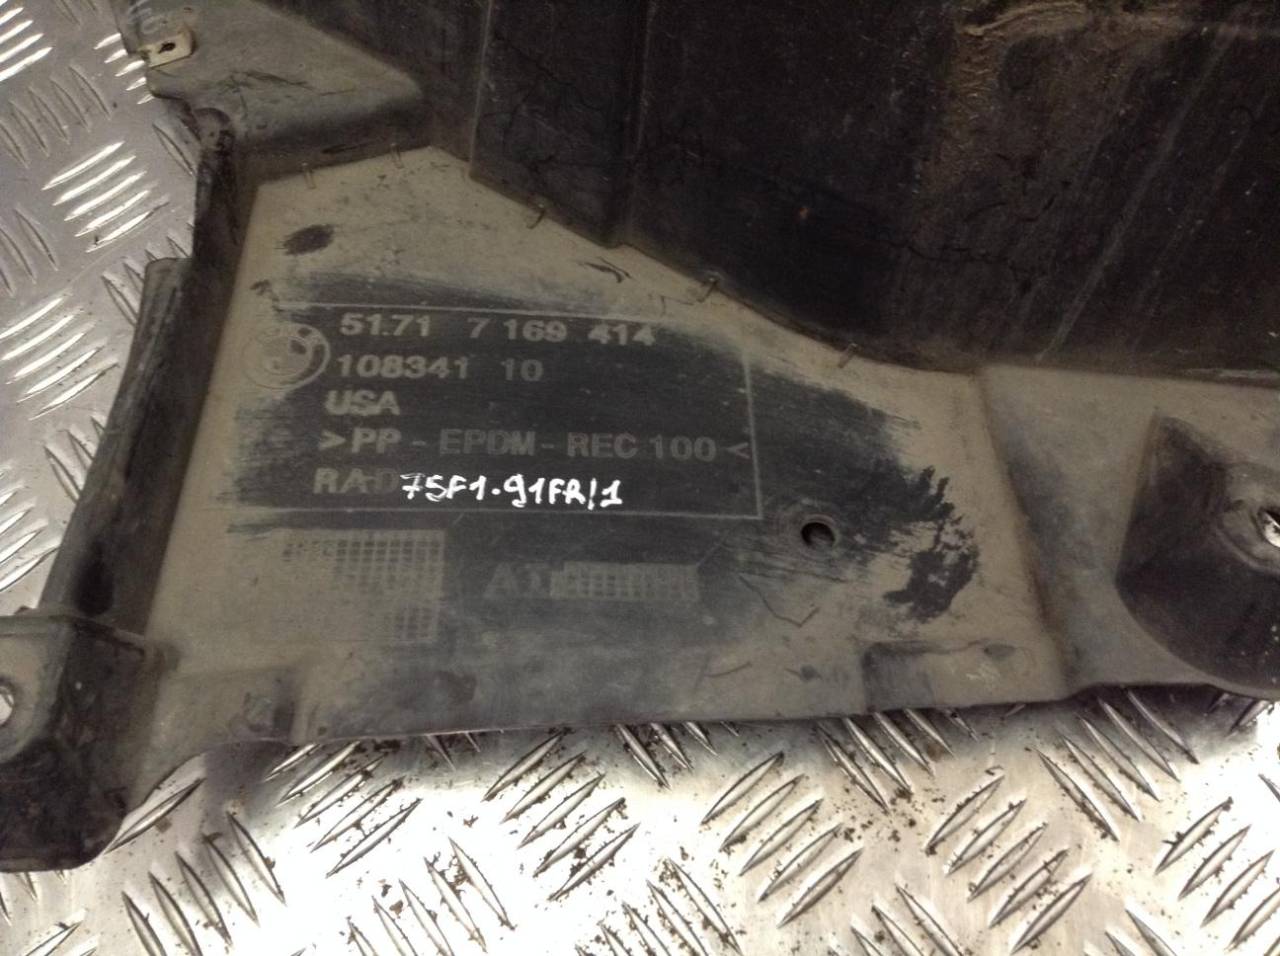 51.71 7 169 414
108341 10
USA
>PP - EPDM - REC 100<
75F1.91FR/1